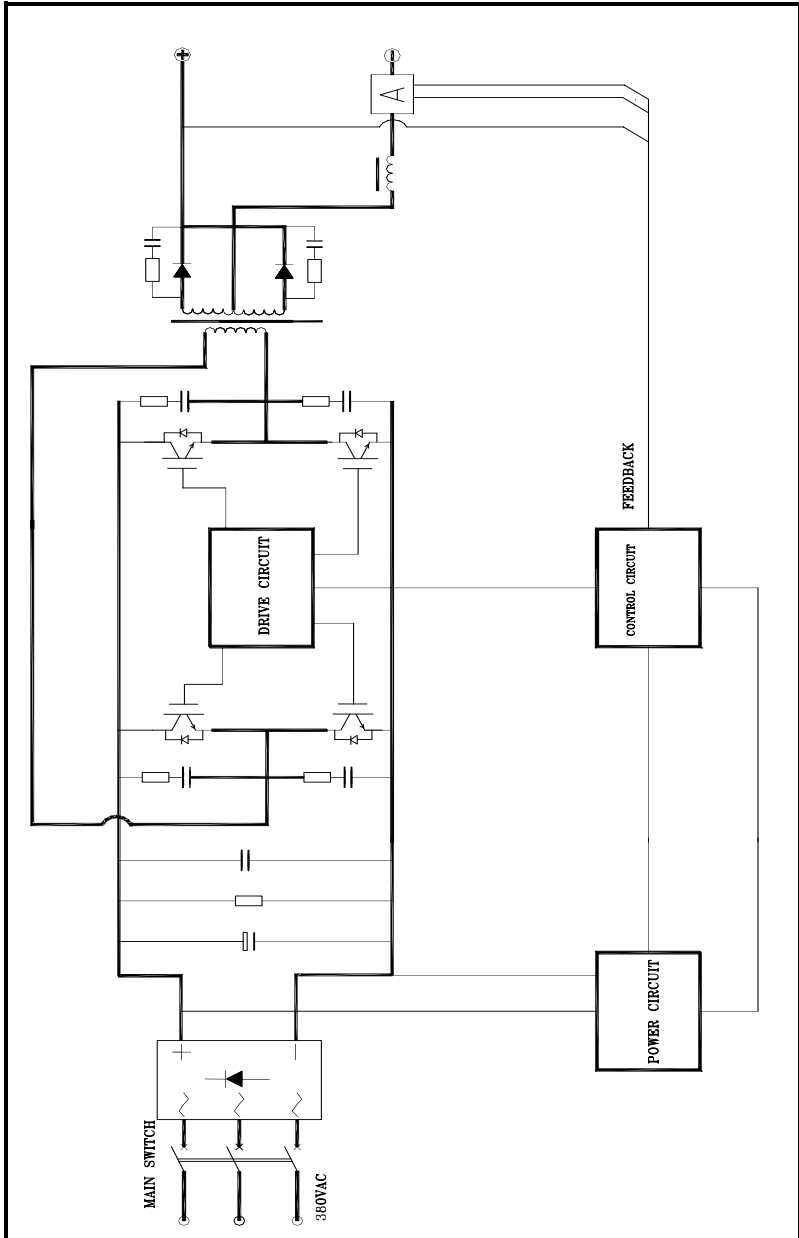 A
FEEDBACK
DRIVE CIRCUIT
CONTROL CIRCUIT
POWER CIRCUIT
MAIN SWITCH
380VAC